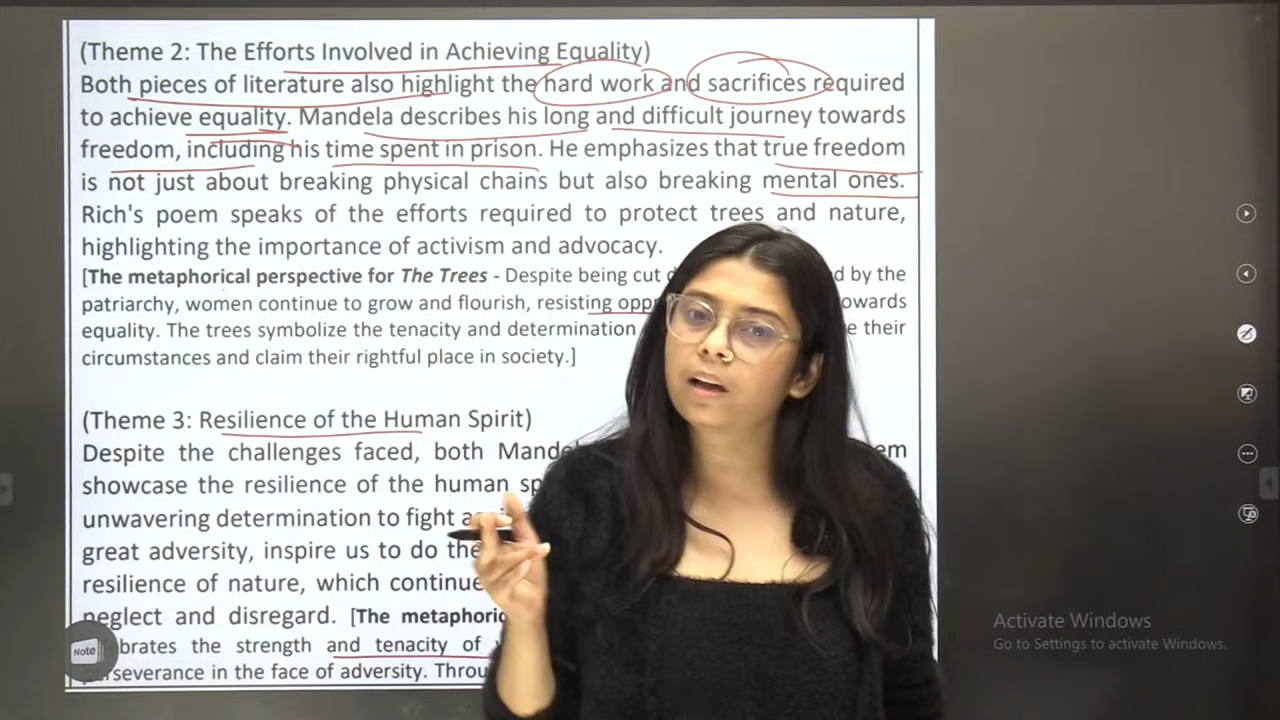 (Theme 2: The Efforts Involved in Achieving Equality)
Both pieces of literature also highlight the hard work and sacrifices required
to achieve equality. Mandela describes his long and difficult journey towards
freedom, including his time spent in prison. He emphasizes that true freedom
is not just about breaking physical chains but also breaking mental ones.
Rich's poem speaks of the efforts required to protect trees and nature,
highlighting the importance of activism and advocacy.
[The metaphorical perspective for The Trees - Despite being cut by the
patriarchy, women continue to grow and flourish, resisting
equality. The trees symbolize the tenacity and determination their
circumstances and claim their rightful place in society.]
(Theme 3: Resilience of the Human Spirit)
Despite the challenges faced, both
showcase the resilience of the human
unwavering determination to fight
great adversity, inspire us to do
resilience of nature, which
neglect and disregard. [The
the strength and tenacity of
in the face of adversity.
Note
Activate Windows
Go to Settings to activate Windows.